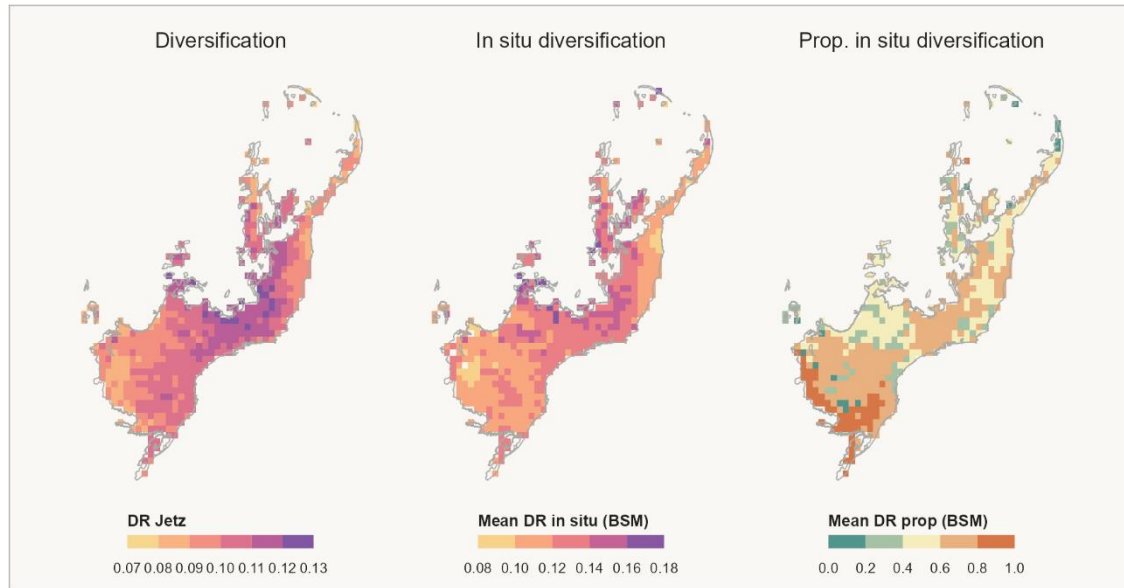 Diversification
In situ diversification
Prop. in situ diversification
DR Jetz
0.07 0.08 0.09 0.10 0.11 0.12 0.13
Mean DR in situ (BSM)
0.08 0.10 0.12 0.14 0.16 0.18
Mean DR prop (BSM)
0.0 0.2 0.4 0.6 0.8 1.0